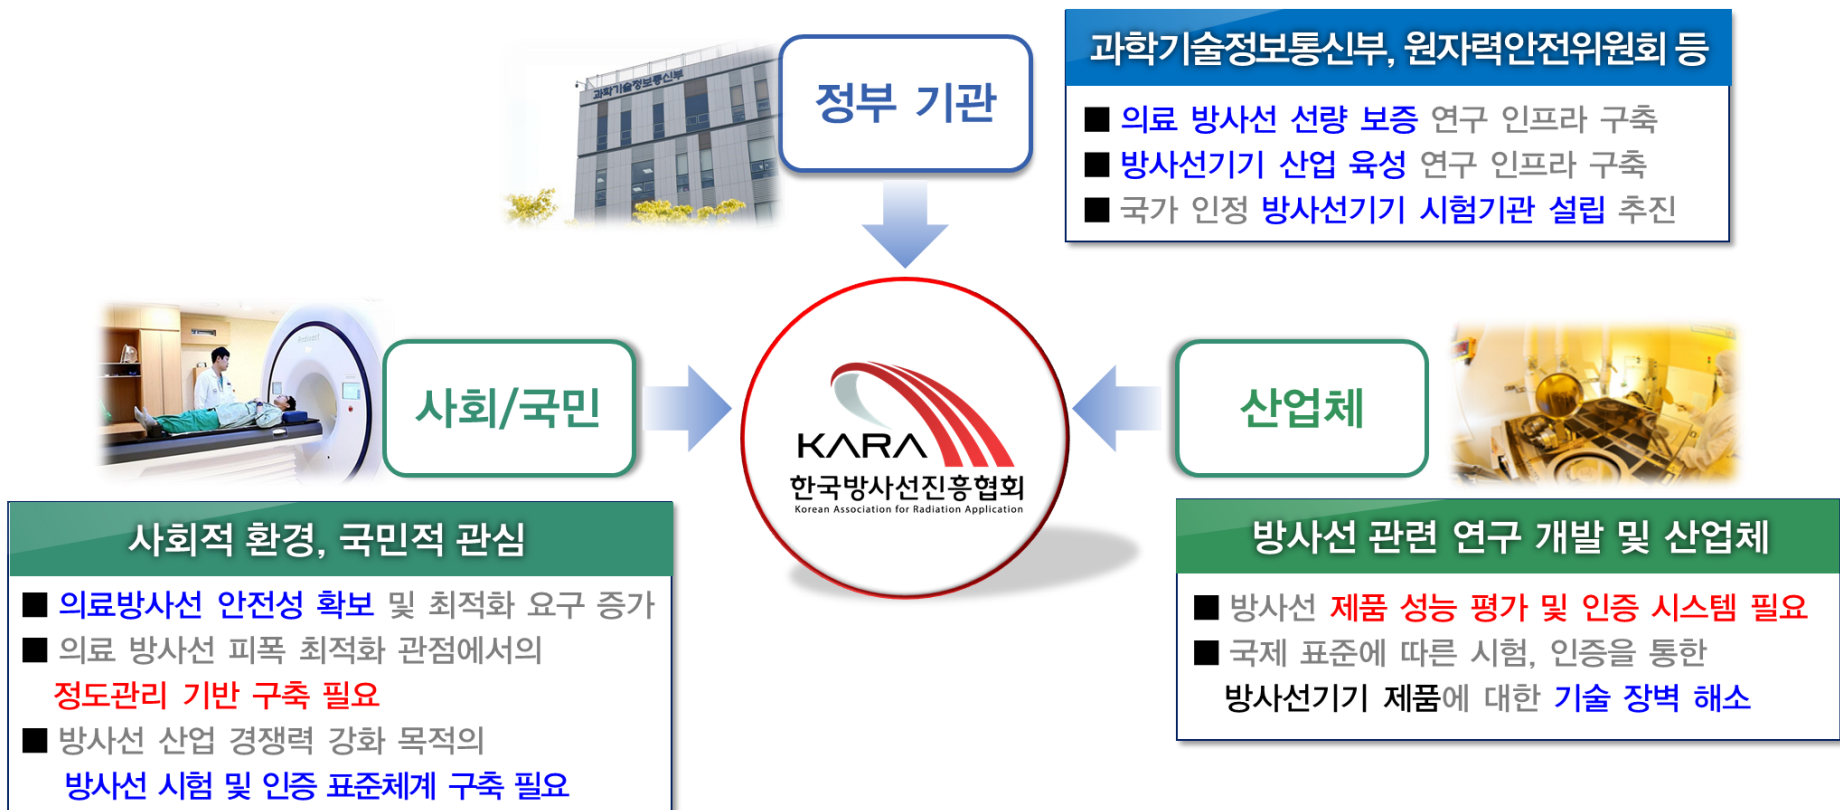 과학기술정보통신부
정부 기관
과학기술정보통신부, 원자력안전위원회 등
■ 의료 방사선 선량 보증 연구 인프라 구축
■ 방사선기기 산업 육성 연구 인프라 구축
■ 국가 인정 방사선기기 시험기관 설립 추진
사회/국민
KARA
한국방사선진흥협회
Korean Association for Radiation Application
산업체
사회적 환경, 국민적 관심
■ 의료방사선 안전성 확보 및 최적화 요구 증가
■ 의료 방사선 피폭 최적화 관점에서의
정도관리 기반 구축 필요
■ 방사선 산업 경쟁력 강화 목적의
방사선 시험 및 인증 표준체계 구축 필요
방사선 관련 연구 개발 및 산업체
■ 방사선 제품 성능 평가 및 인증 시스템 필요
■ 국제 표준에 따른 시험, 인증을 통한
방사선기기 제품에 대한 기술 장벽 해소